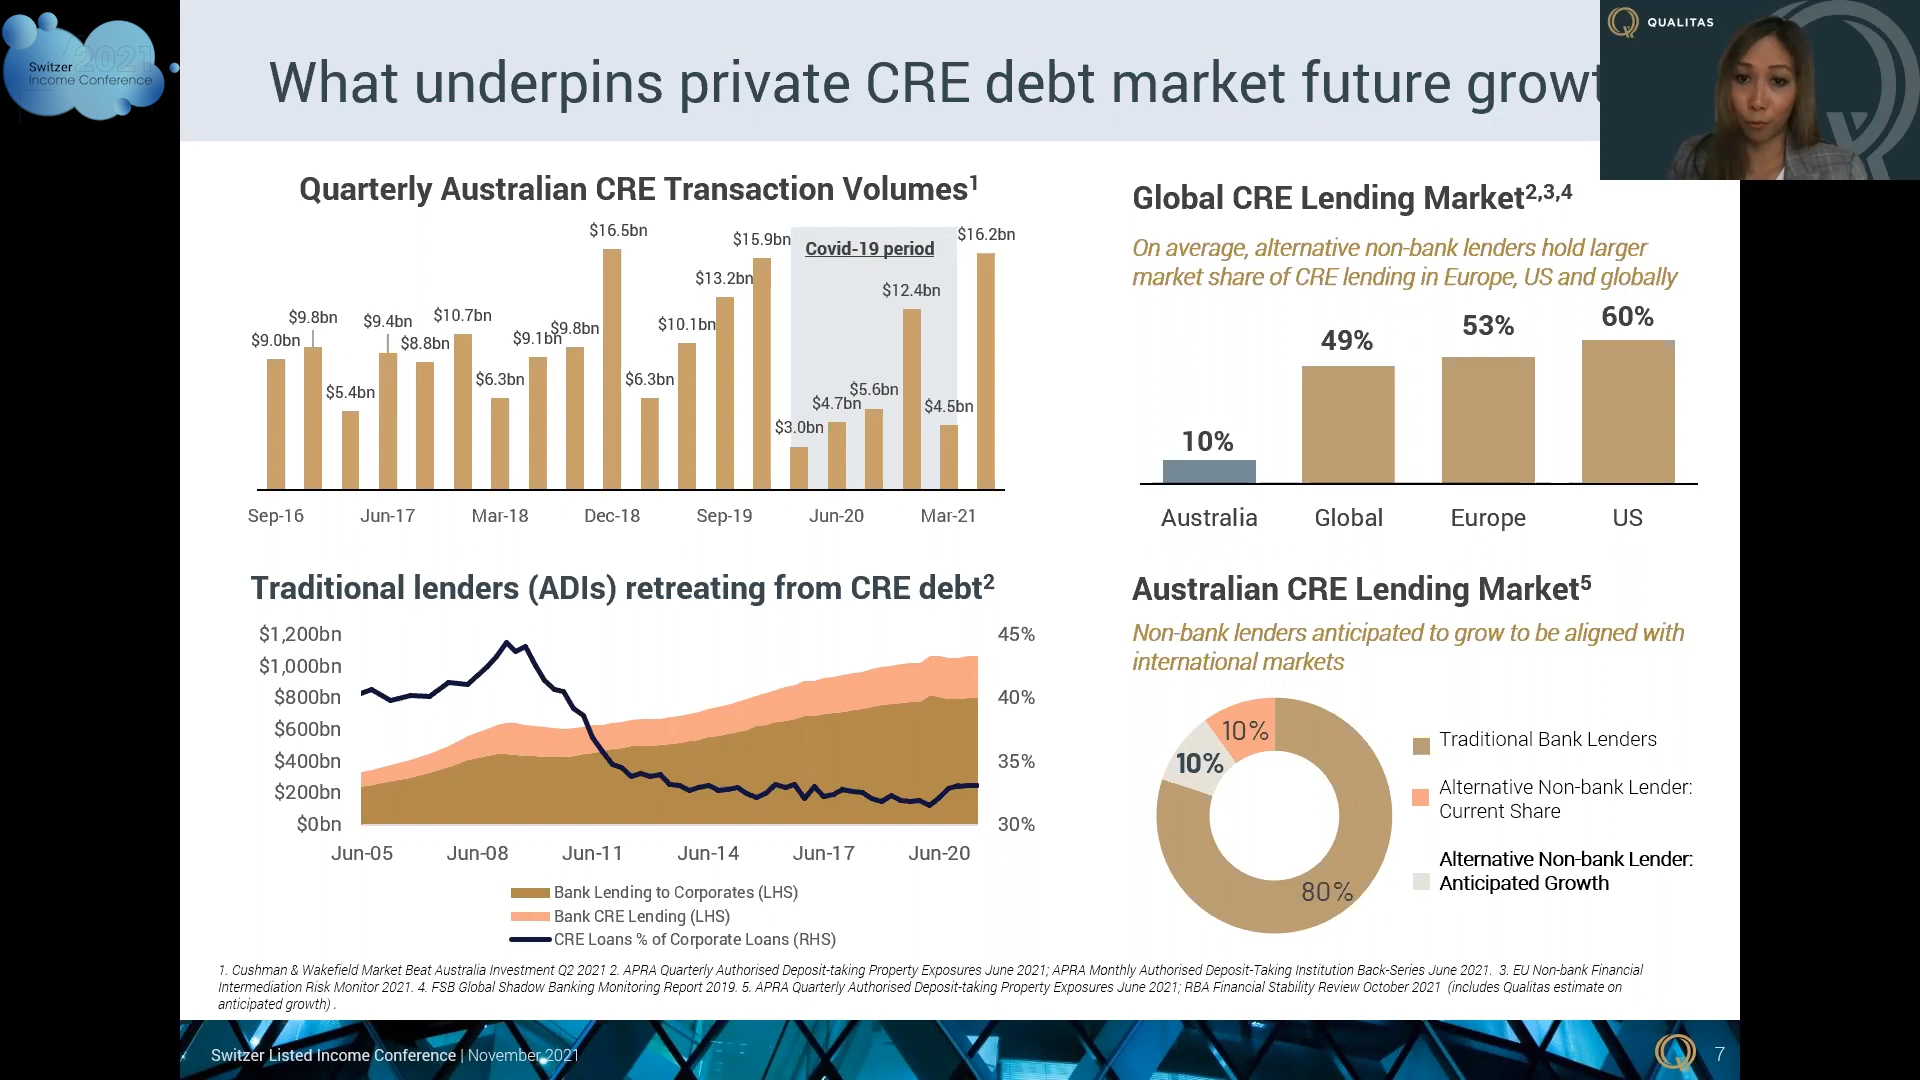 2021
Switzer
Income Conference
What underpins private CRE debt market future growt
QUALITAS
Quarterly Australian CRE Transaction Volumes1
$9.0bn
$9.8bn
$5.4bn
$9.4bn
$8.8bn
$10.7bn
$6.3bn
$9.1bn
$9.8bn
$16.5bn
$6.3bn
$10.1bn
$13.2bn
$15.9bn
Covid-19 period
$3.0bn
$4.7bn
$5.6bn
$12.4bn
$4.5bn
$16.2bn
Sep-16 Jun-17 Mar-18 Dec-18 Sep-19 Jun-20 Mar-21
Global CRE Lending Market2,3,4
On average, alternative non-bank lenders hold larger
market share of CRE lending in Europe, US and globally
10% 49% 53% 60%
Australia Global Europe US
Traditional lenders (ADIs) retreating from CRE debt2
$1,200bn
$1,000bn
$800bn
$600bn
$400bn
$200bn
$0bn
45%
40%
35%
30%
Jun-05 Jun-08 Jun-11 Jun-14 Jun-17 Jun-20
Bank Lending to Corporates (LHS)
Bank CRE Lending (LHS)
CRE Loans % of Corporate Loans (RHS)
Australian CRE Lending Market5
Non-bank lenders anticipated to grow to be aligned with
international markets
10%
10%
80%
Traditional Bank Lenders
Alternative Non-bank Lender:
Current Share
Alternative Non-bank Lender:
Anticipated Growth
1. Cushman & Wakefield Market Beat Australia Investment Q2 2021 2. APRA Quarterly Authorised Deposit-taking Property Exposures June 2021; APRA Monthly Authorised Deposit-Taking Institution Back-Series June 2021. 3. EU Non-bank Financial
Intermediation Risk Monitor 2021. 4. FSB Global Shadow Banking Monitoring Report 2019. 5. APRA Quarterly Authorised Deposit-taking Property Exposures June 2021; RBA Financial Stability Review October 2021 (includes Qualitas estimate on
anticipated growth) .
Switzer Listed Income Conference | November 2021
7